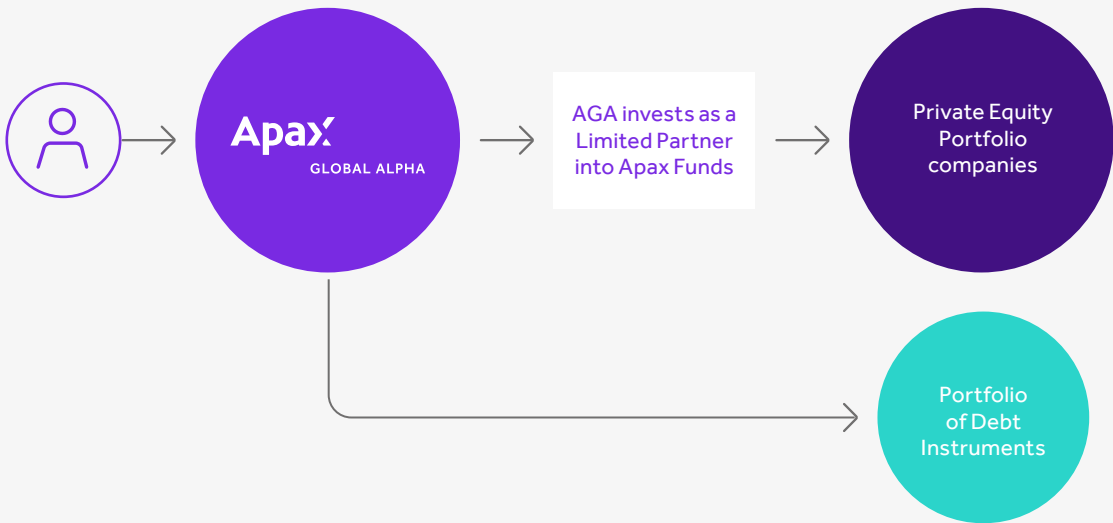 Apax
GLOBAL ALPHA
AGA invests as a
Limited Partner
into Apax Funds
Private Equity
Portfolio
companies
Portfolio
of Debt
Instruments